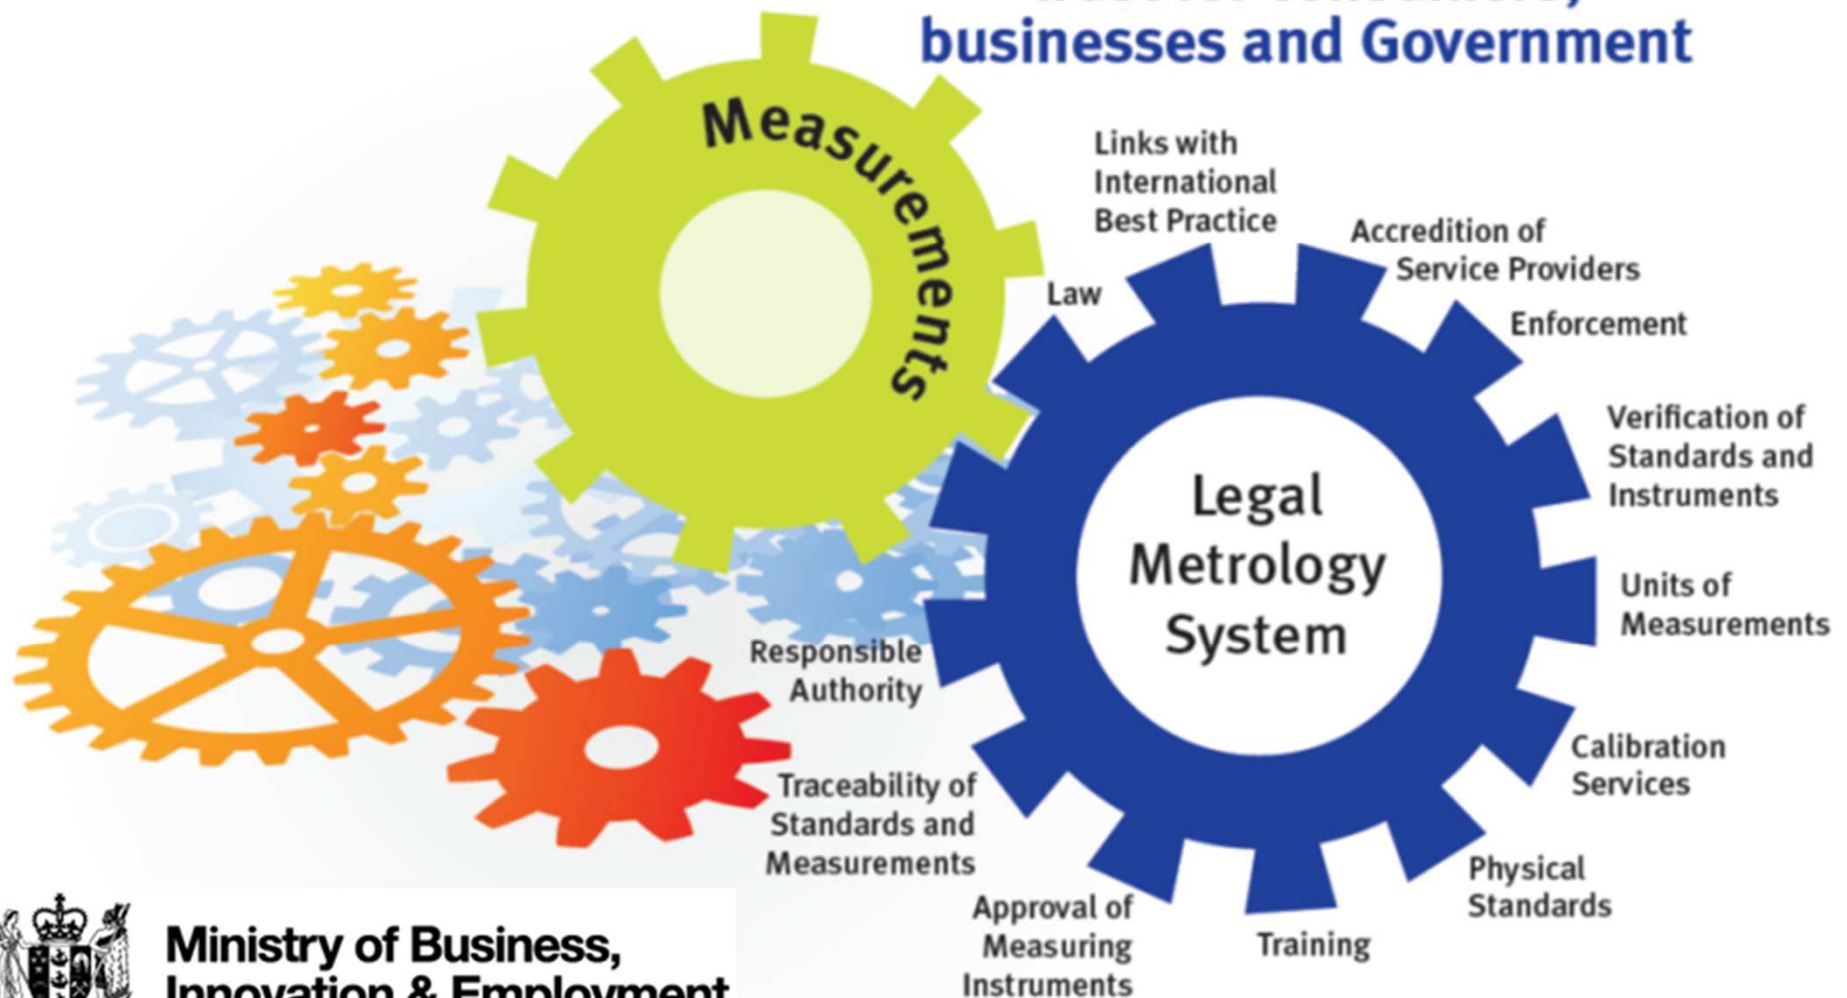 businesses and Government
Measurements
Links with
International
Best Practice
Accredition of
Service Providers
Law
Enforcement
Verification of
Standards and
Instruments
Legal
Metrology
System
Units of
Measurements
Responsible
Authority
Calibration
Services
Traceability of
Standards and
Measurements
Physical
Standards
Approval of
Measuring
Instruments
Training
Ministry of Business,
Innovation & Employment